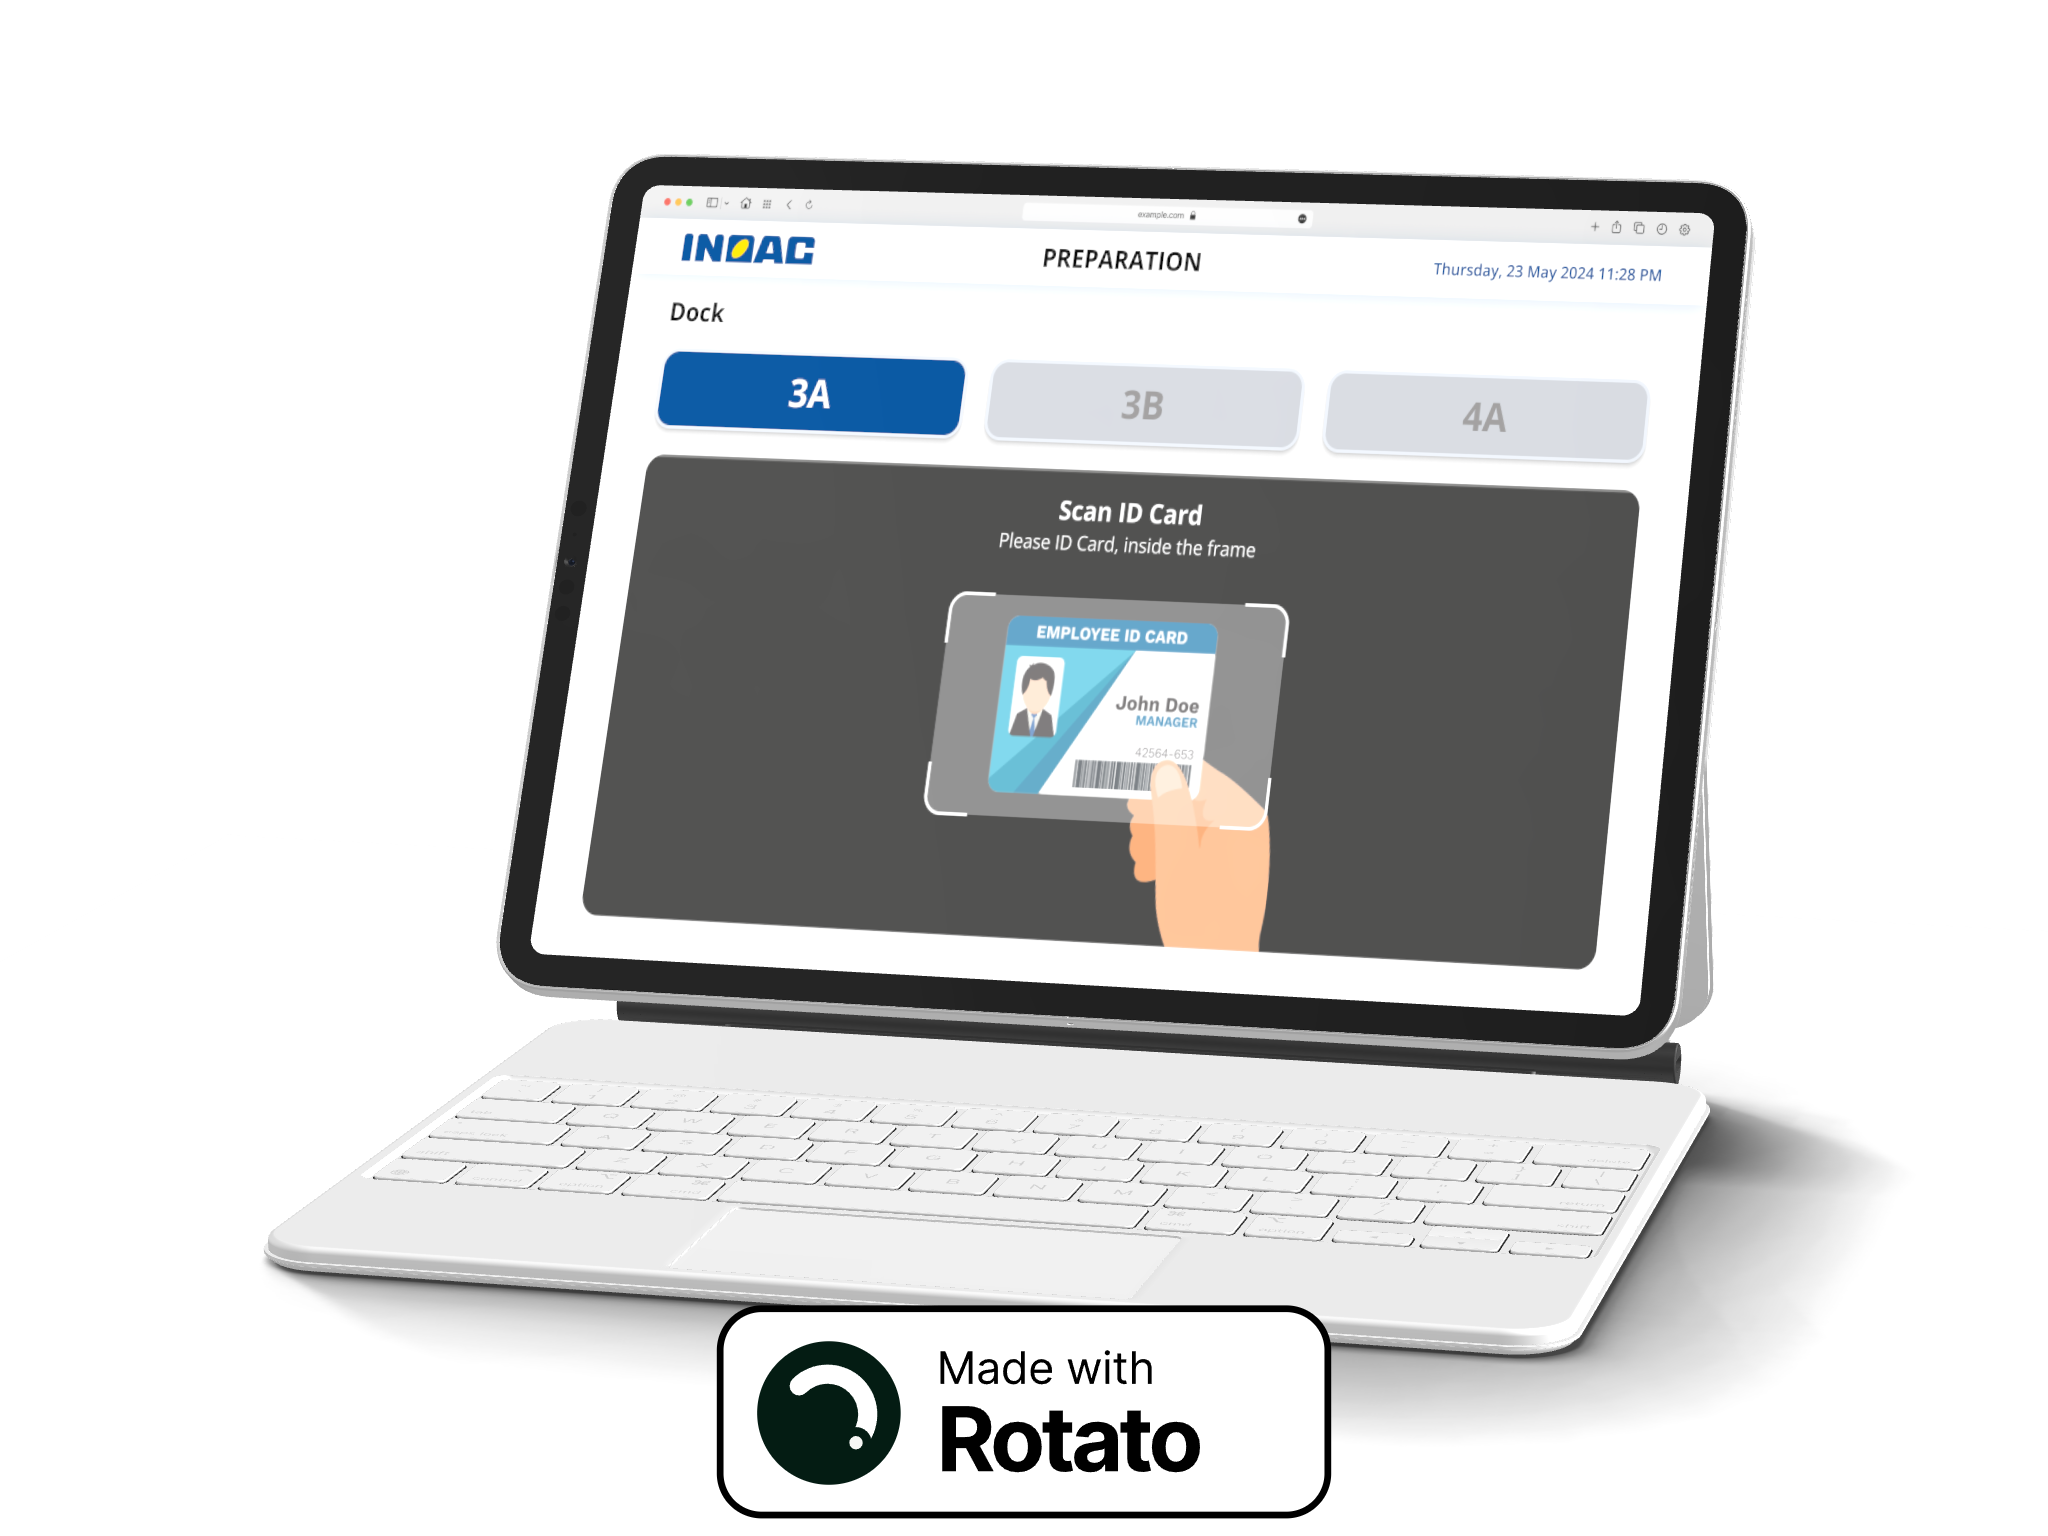 example.com
INOAC
PREPARATION
Thursday, 23 May 2024 11:28 PM
Dock
3A
3B
4A
Scan ID Card
Please ID Card, inside the frame
EMPLOYEE ID CARD
John Doe
MANAGER
42564-653
Q W E R T Y U I O P
A S D F G H J K L
Z X C V B N M
Made with
Rotato